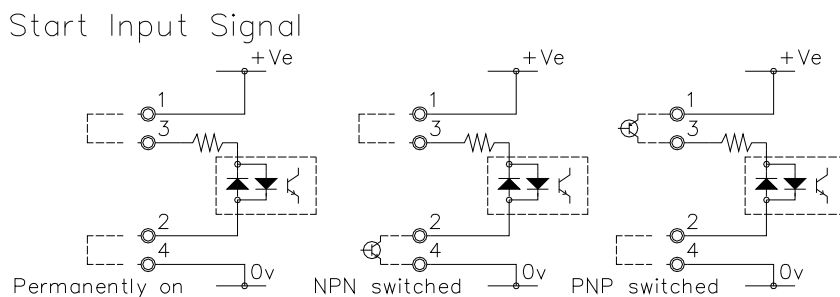 Start Input Signal
+Ve +Ve +Ve
1 1 1
3 3 3
2 2 2
4 4 4
0v 0v 0v
Permanently on NPN switched PNP switched